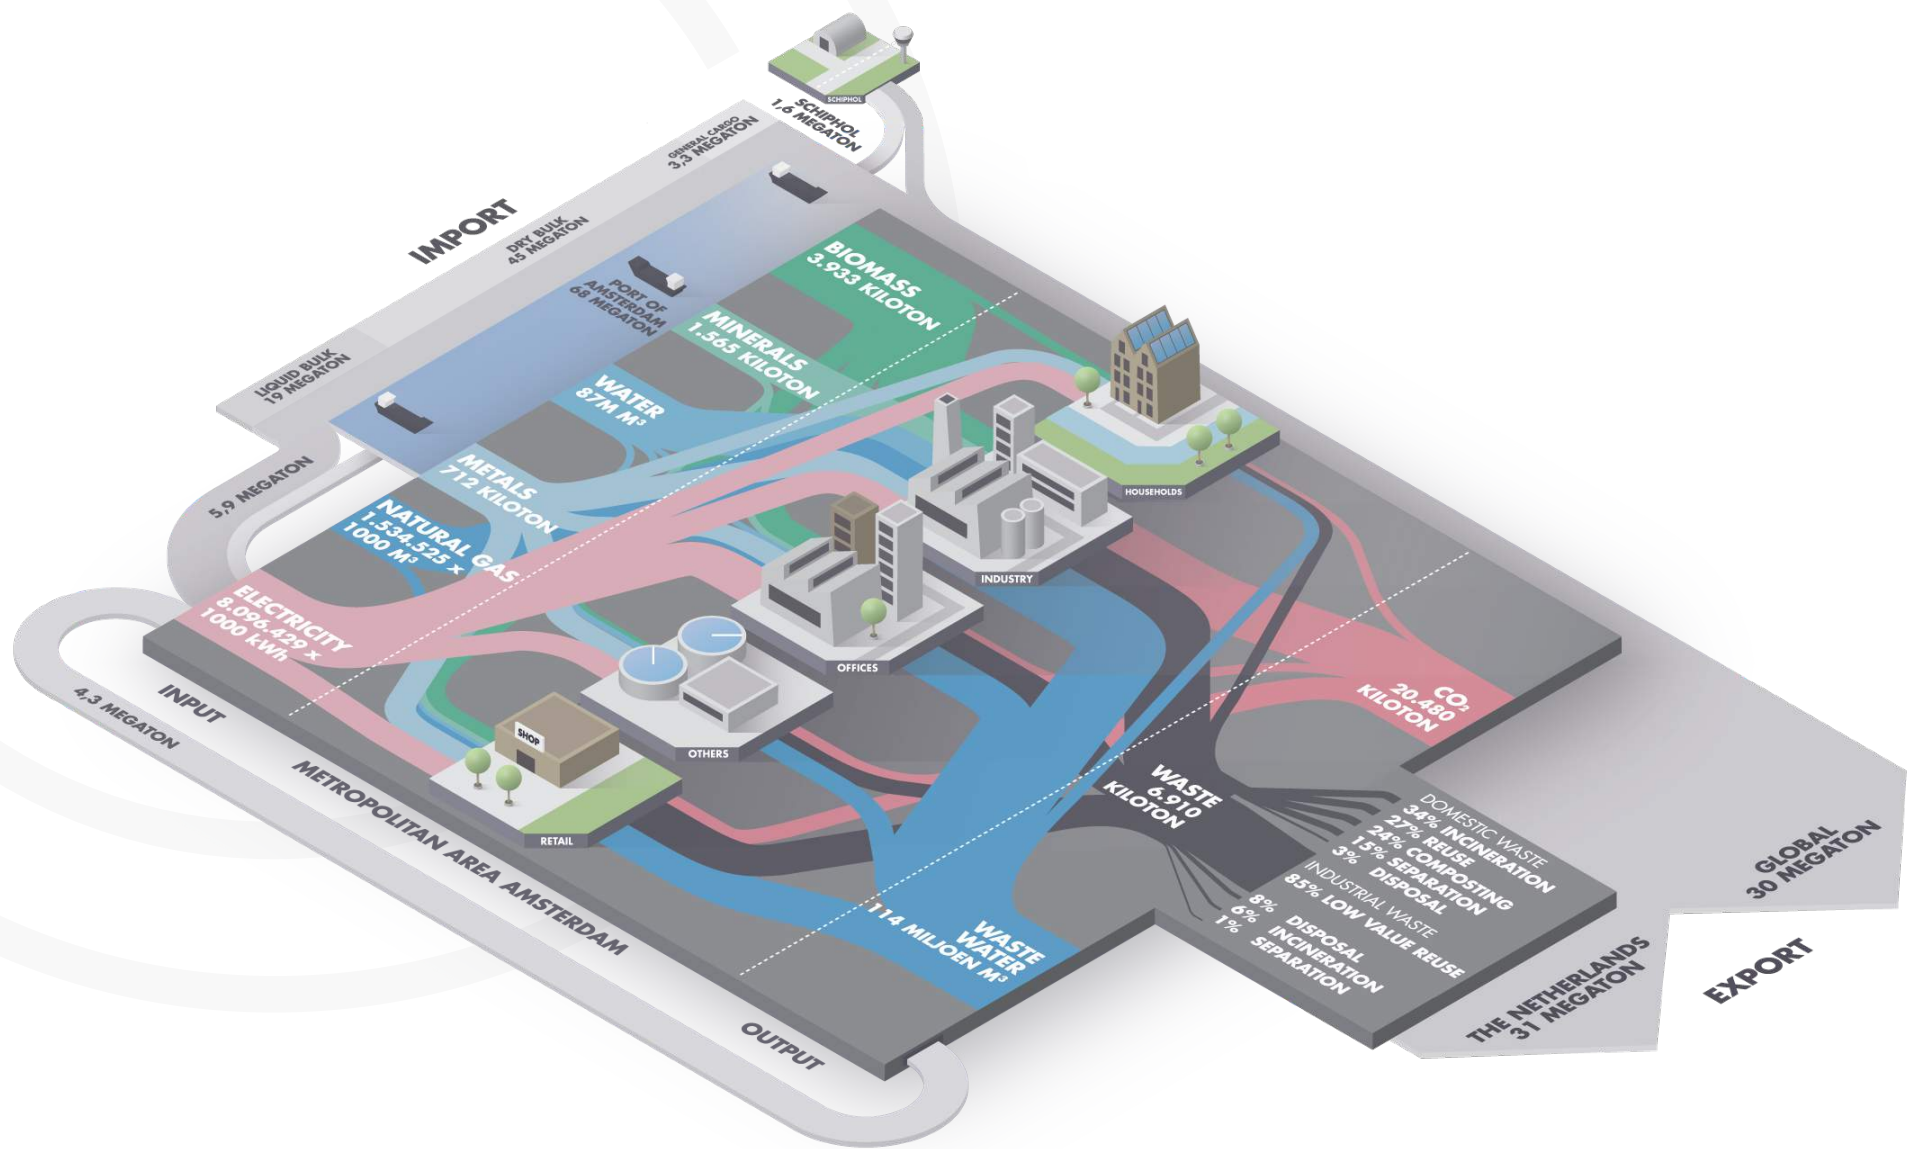 SCHIPHOL
SCHIPHOL
1,6 MEGATON
GENERAL CARGO
3,3 MEGATON
IMPORT
DRY BULK
45 MEGATON
LIQUID BULK
19 MEGATON
PORT OF
AMSTERDAM
68 MEGATON
5,9 MEGATON
BIOMASS
3.933 KILOTON
MINERALS
1.565 KILOTON
WATER
87M M³
METALS
712 KILOTON
NATURAL GAS
1.534.525 x
1000 M³
ELECTRICITY
8.096.429 x
1000 kWh
HOUSEHOLDS
INDUSTRY
OFFICES
OTHERS
SHOP
RETAIL
INPUT
4,3 MEGATON
METROPOLITAN AREA AMSTERDAM
OUTPUT
CO₂
20.480
KILOTON
WASTE
6.910
KILOTON
WASTE
WATER
114 MILJOEN M³
DOMESTIC WASTE
34% INCINERATION
27% REUSE
24% COMPOSTING
15% SEPARATION
3% DISPOSAL
INDUSTRIAL WASTE
85% LOW VALUE REUSE
8% DISPOSAL
6% INCINERATION
1% SEPARATION
GLOBAL
30 MEGATON
THE NETHERLANDS
31 MEGATON
EXPORT